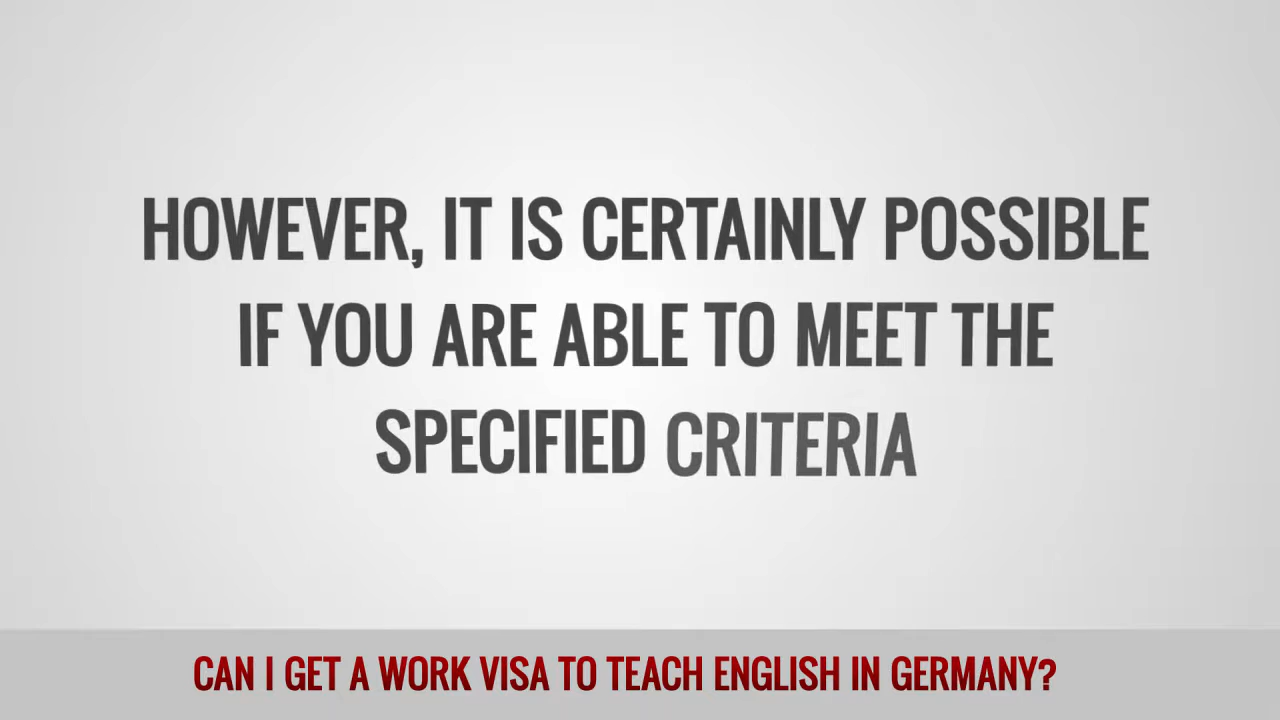 HOWEVER, IT IS CERTAINLY POSSIBLE
IF YOU ARE ABLE TO MEET THE
SPECIFIED CRITERIA
CAN I GET A WORK VISA TO TEACH ENGLISH IN GERMANY?